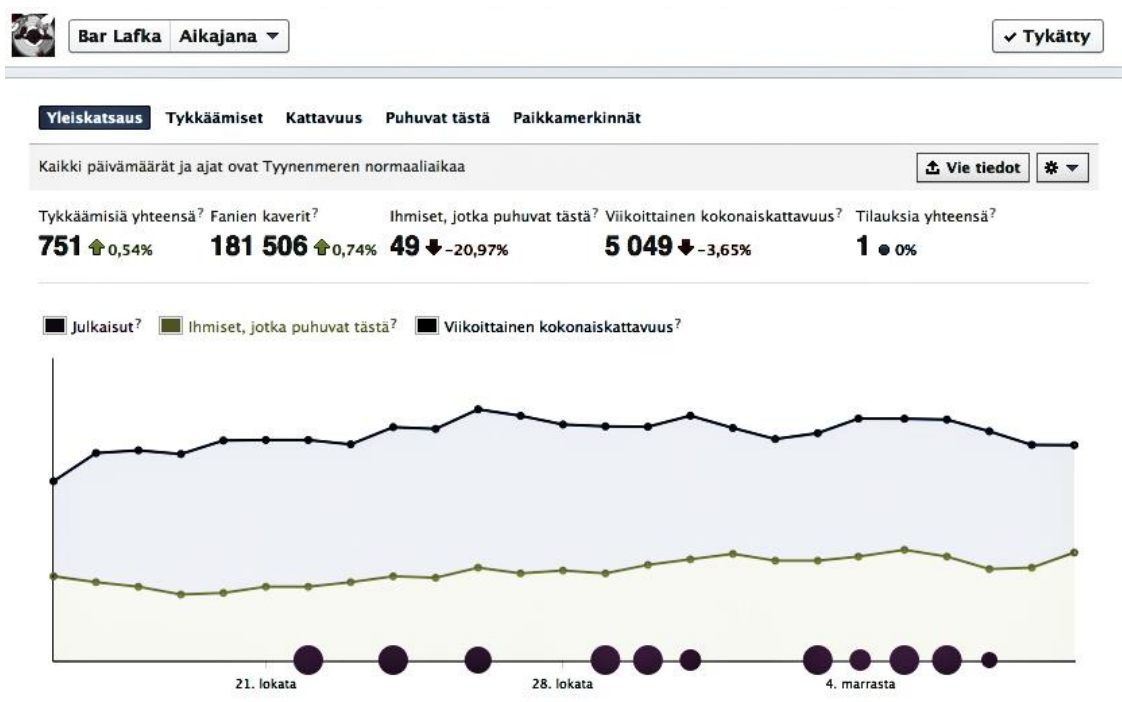 Bar Lafka Aikajana
Tykätty
Yleiskatsaus Tykkäämiset Kattavuus Puhuvat tästä Paikkamerkinnät
Kaikki päivämäärät ja ajat ovat Tyynenmeren normaaliaikaa Vie tiedot
Tykkäämisiä yhteensä? Fanien kaverit? Ihmiset, jotka puhuvat tästä? Viikoittainen kokonaiskattavuus? Tilauksia yhteensä?
751 0,54% 181 506 0,74% 49 -20,97% 5 049 -3,65% 1 0%
Julkaisut? Ihmiset, jotka puhuvat tästä? Viikoittainen kokonaiskattavuus?
21. lokata 28. lokata 4. marrasta